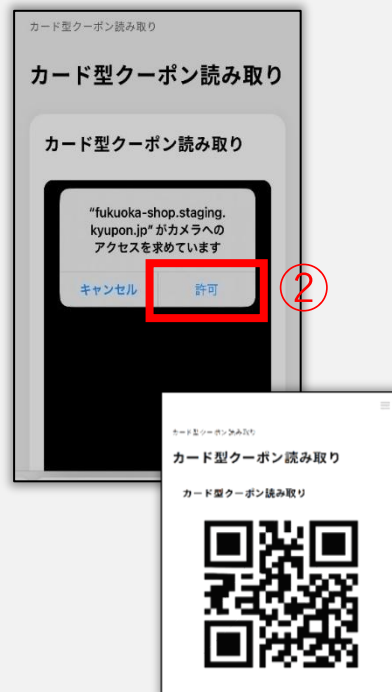 カード型クーポン読み取り
カード型クーポン読み取り
カード型クーポン読み取り
“fukuoka-shop.staging.
kyupon.jp”がカメラへの
アクセスを求めています
キャンセル
許可
②
カード型クーポン読み取り
カード型クーポン読み取り
カード型クーポン読み取り